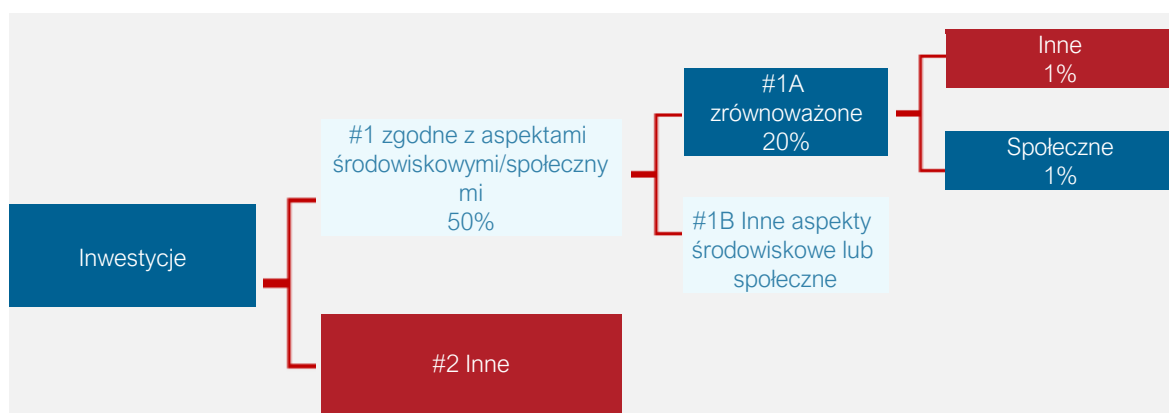 Inwestycje
#1 zgodne z aspektami
środowiskowymi/społeczny
mi
50%
#2 Inne
#1A
zrównoważone
20%
#1B Inne aspekty
środowiskowe lub
społeczne
Inne
1%
Społeczne
1%